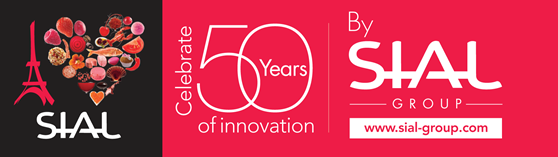 SIAL
Celebrate
50
Years
of innovation
By
SIAL
GROUP
www.sial-group.com